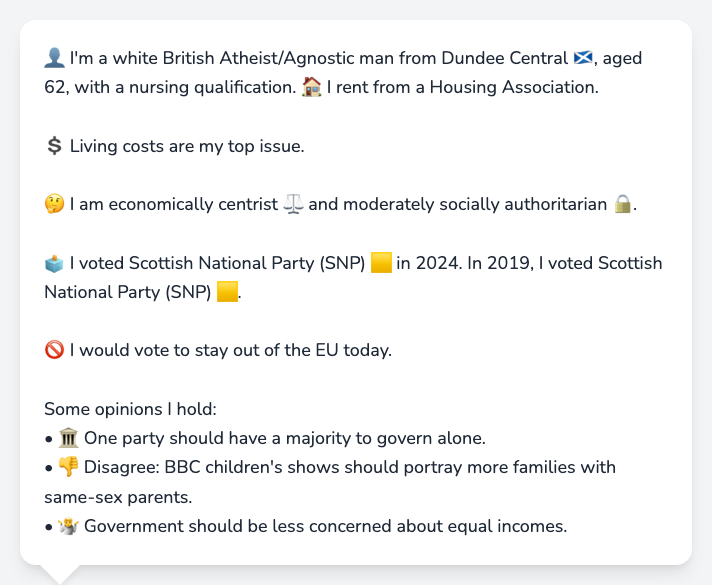 👤 I'm a white British Atheist/Agnostic man from Dundee Central 🏴󠁧󠁢󠁳󠁣󠁴󠁿, aged
62, with a nursing qualification. 🏠 I rent from a Housing Association.
💲 Living costs are my top issue.
🤔 I am economically centrist ⚖️ and moderately socially authoritarian 🔒.
🗳️ I voted Scottish National Party (SNP) 🟨 in 2024. In 2019, I voted Scottish
National Party (SNP) 🟨.
🚫 I would vote to stay out of the EU today.
Some opinions I hold:
• 🏛️ One party should have a majority to govern alone.
• 👎 Disagree: BBC children's shows should portray more families with
same-sex parents.
• 🤷 Government should be less concerned about equal incomes.